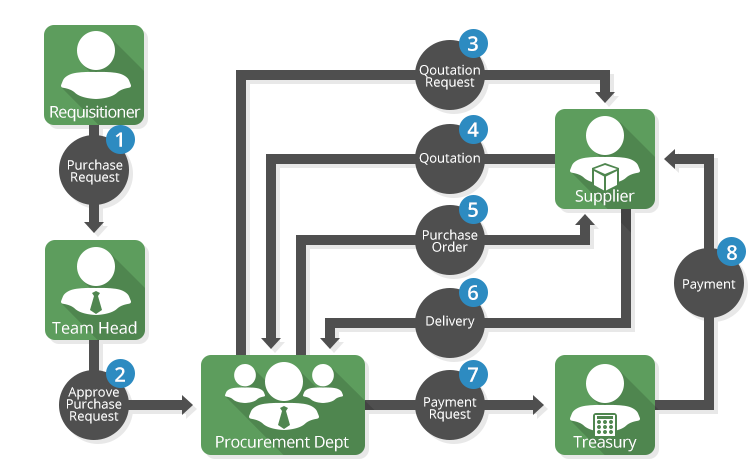 Requisitioner
1
Purchase
Request
Team Head
2
Approve
Purchase
Request
Procurement Dept
3
Qoutation
Request
4
Qoutation
5
Purchase
Order
6
Delivery
7
Payment
Rquest
Supplier
8
Payment
Treasury